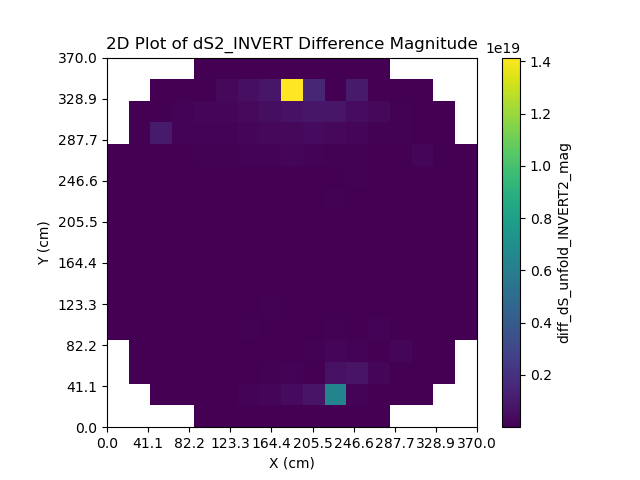 2D Plot of dS2_INVERT Difference Magnitude
1e19
370.0
328.9
287.7
246.6
205.5
164.4
123.3
82.2
41.1
0.0
Y (cm)
0.0 41.1 82.2 123.3 164.4 205.5 246.6 287.7 328.9 370.0
X (cm)
1.4
1.2
1.0
0.8
0.6
0.4
0.2
diff_dS_unfold_INVERT2_mag